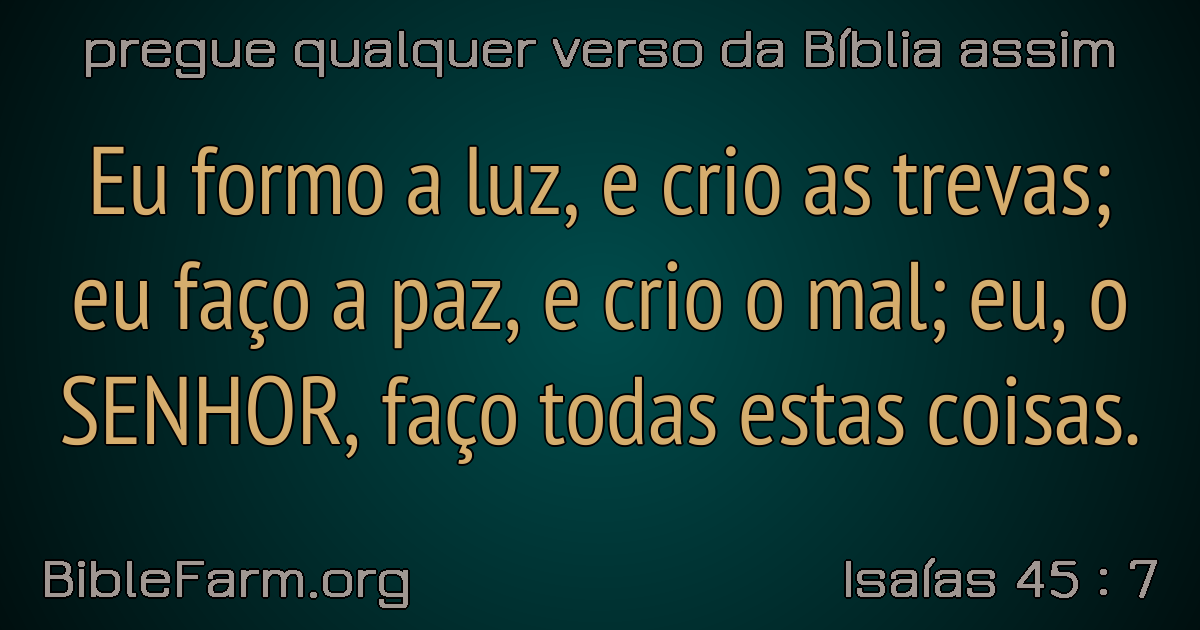 pregue qualquer verso da Bíblia assim
Eu formo a luz, e crio as trevas;
eu faço a paz, e crio o mal; eu, o
SENHOR, faço todas estas coisas.
BibleFarm.org
Isaías 45 : 7